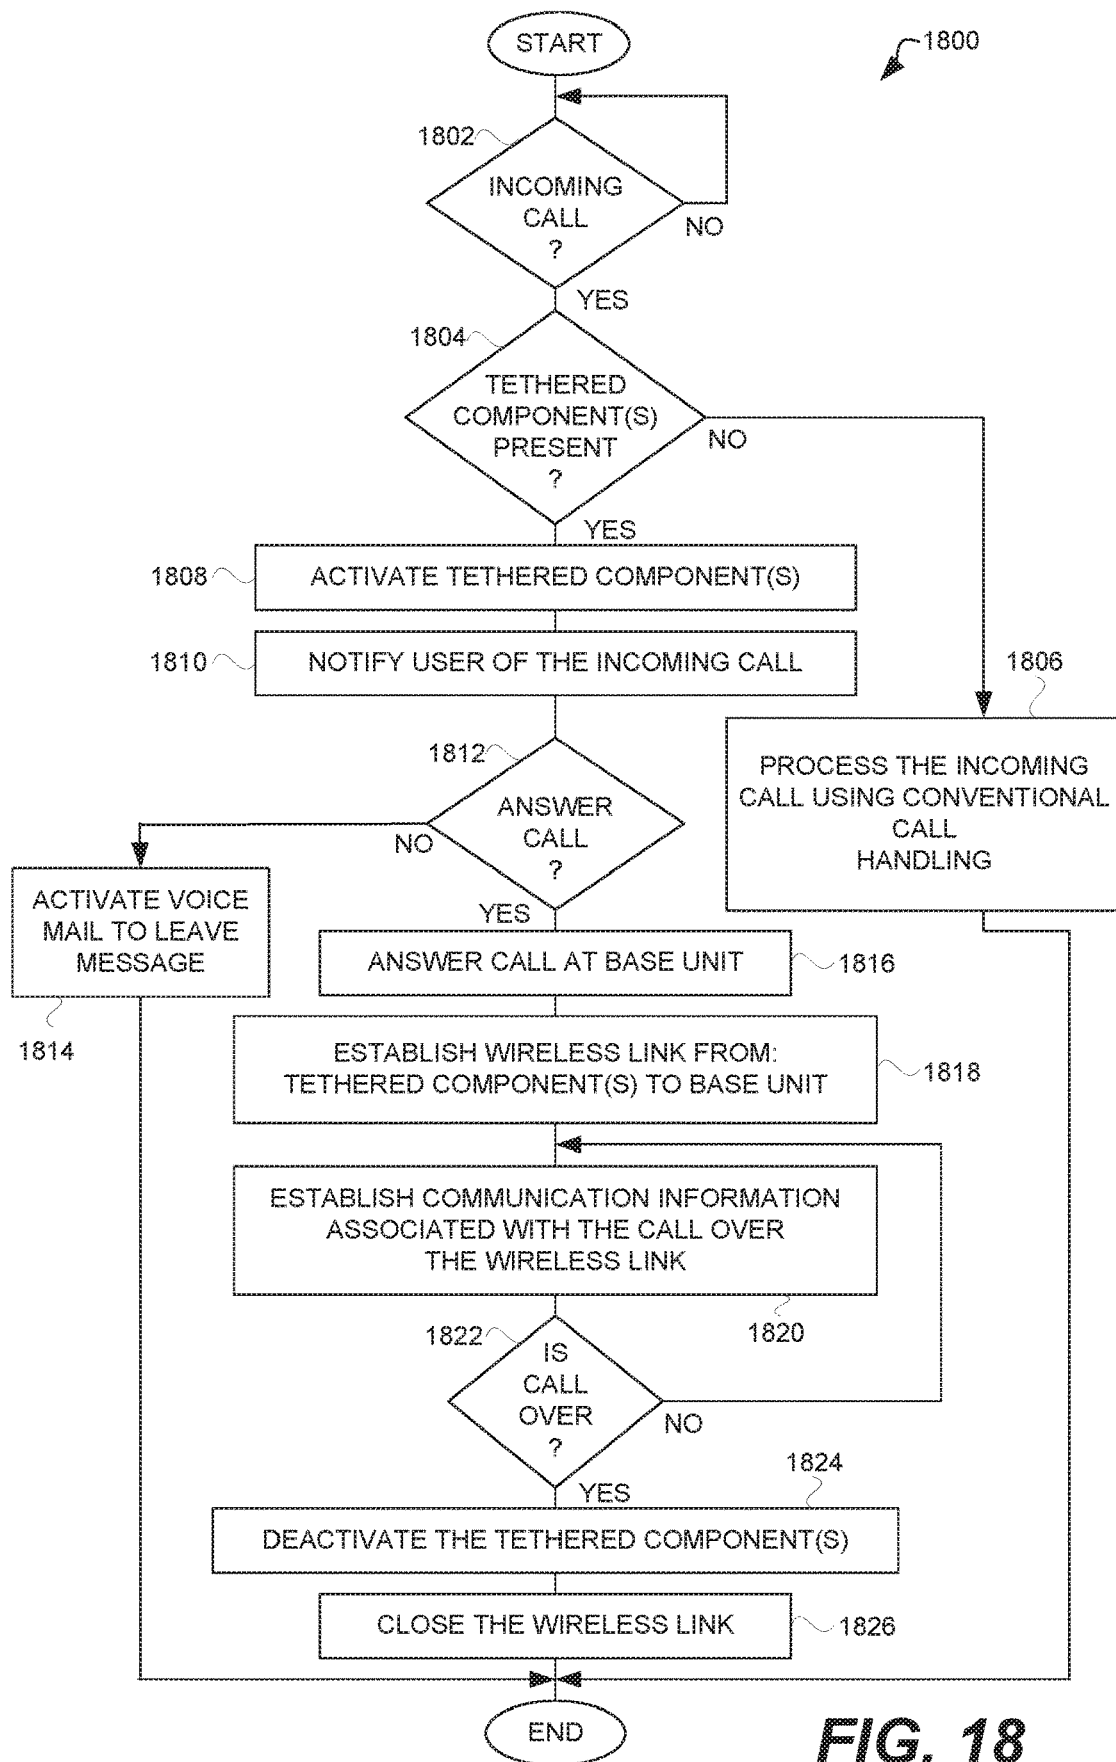 START
1800
1802
INCOMING
CALL
?
NO
YES
1804
TETHERED
COMPONENT(S)
PRESENT
?
NO
YES
1808
ACTIVATE TETHERED COMPONENT(S)
1810
NOTIFY USER OF THE INCOMING CALL
1806
PROCESS THE INCOMING
CALL USING CONVENTIONAL
CALL
HANDLING
1812
ANSWER
CALL
?
NO
YES
ACTIVATE VOICE
MAIL TO LEAVE
MESSAGE
1814
ANSWER CALL AT BASE UNIT
1816
ESTABLISH WIRELESS LINK FROM:
TETHERED COMPONENT(S) TO BASE UNIT
1818
ESTABLISH COMMUNICATION INFORMATION
ASSOCIATED WITH THE CALL OVER
THE WIRELESS LINK
1820
1822
IS
CALL
OVER
?
NO
YES
1824
DEACTIVATE THE TETHERED COMPONENT(S)
CLOSE THE WIRELESS LINK
1826
END
FIG. 18